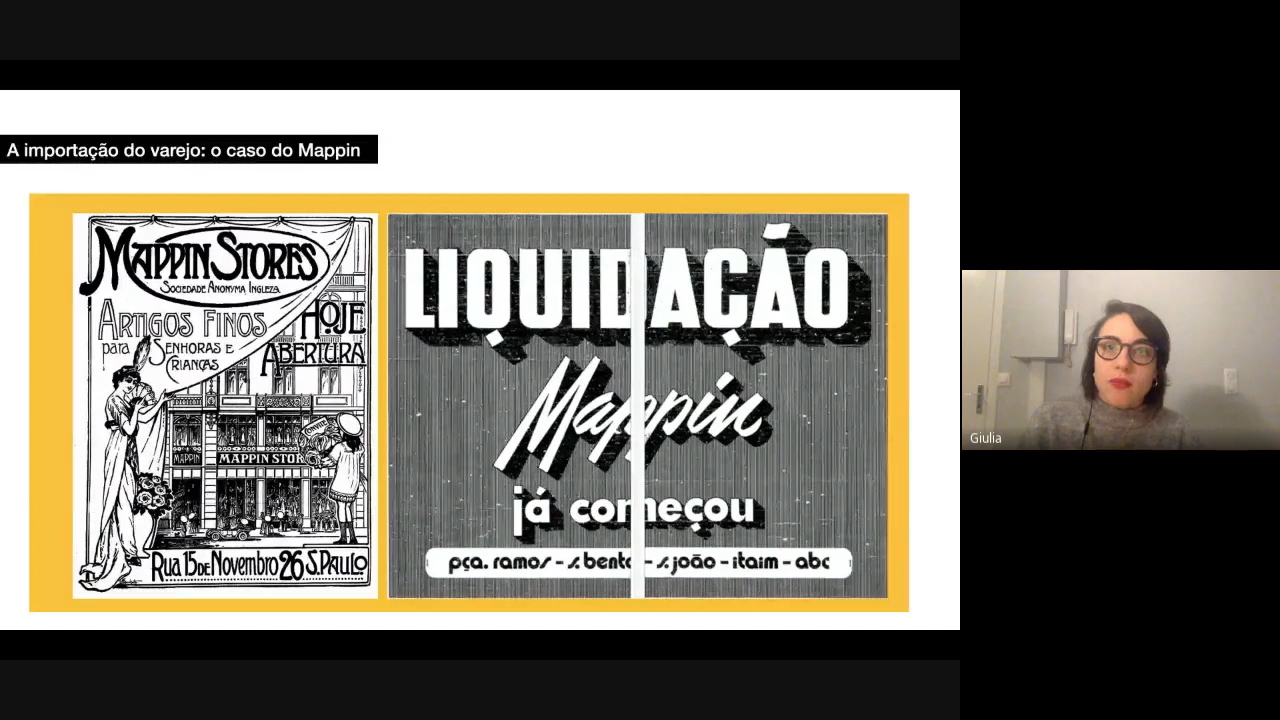 A importação do varejo: o caso do Mappin
MAPPIN STORES
SOCIEDADE ANONYMA INGLEZA
ARTIGOS FINOS
para SENHORAS E
CRIANÇAS
HOJE
ABERTURA
MAPPIN
MAPPIN STOR
RUA 15 DE NOVEMBRO 26 S. PAULO
LIQUIDAÇÃO
Mappin
já começou
pça. ramos - s. bento - s. joão - itaim - abc
Giulia